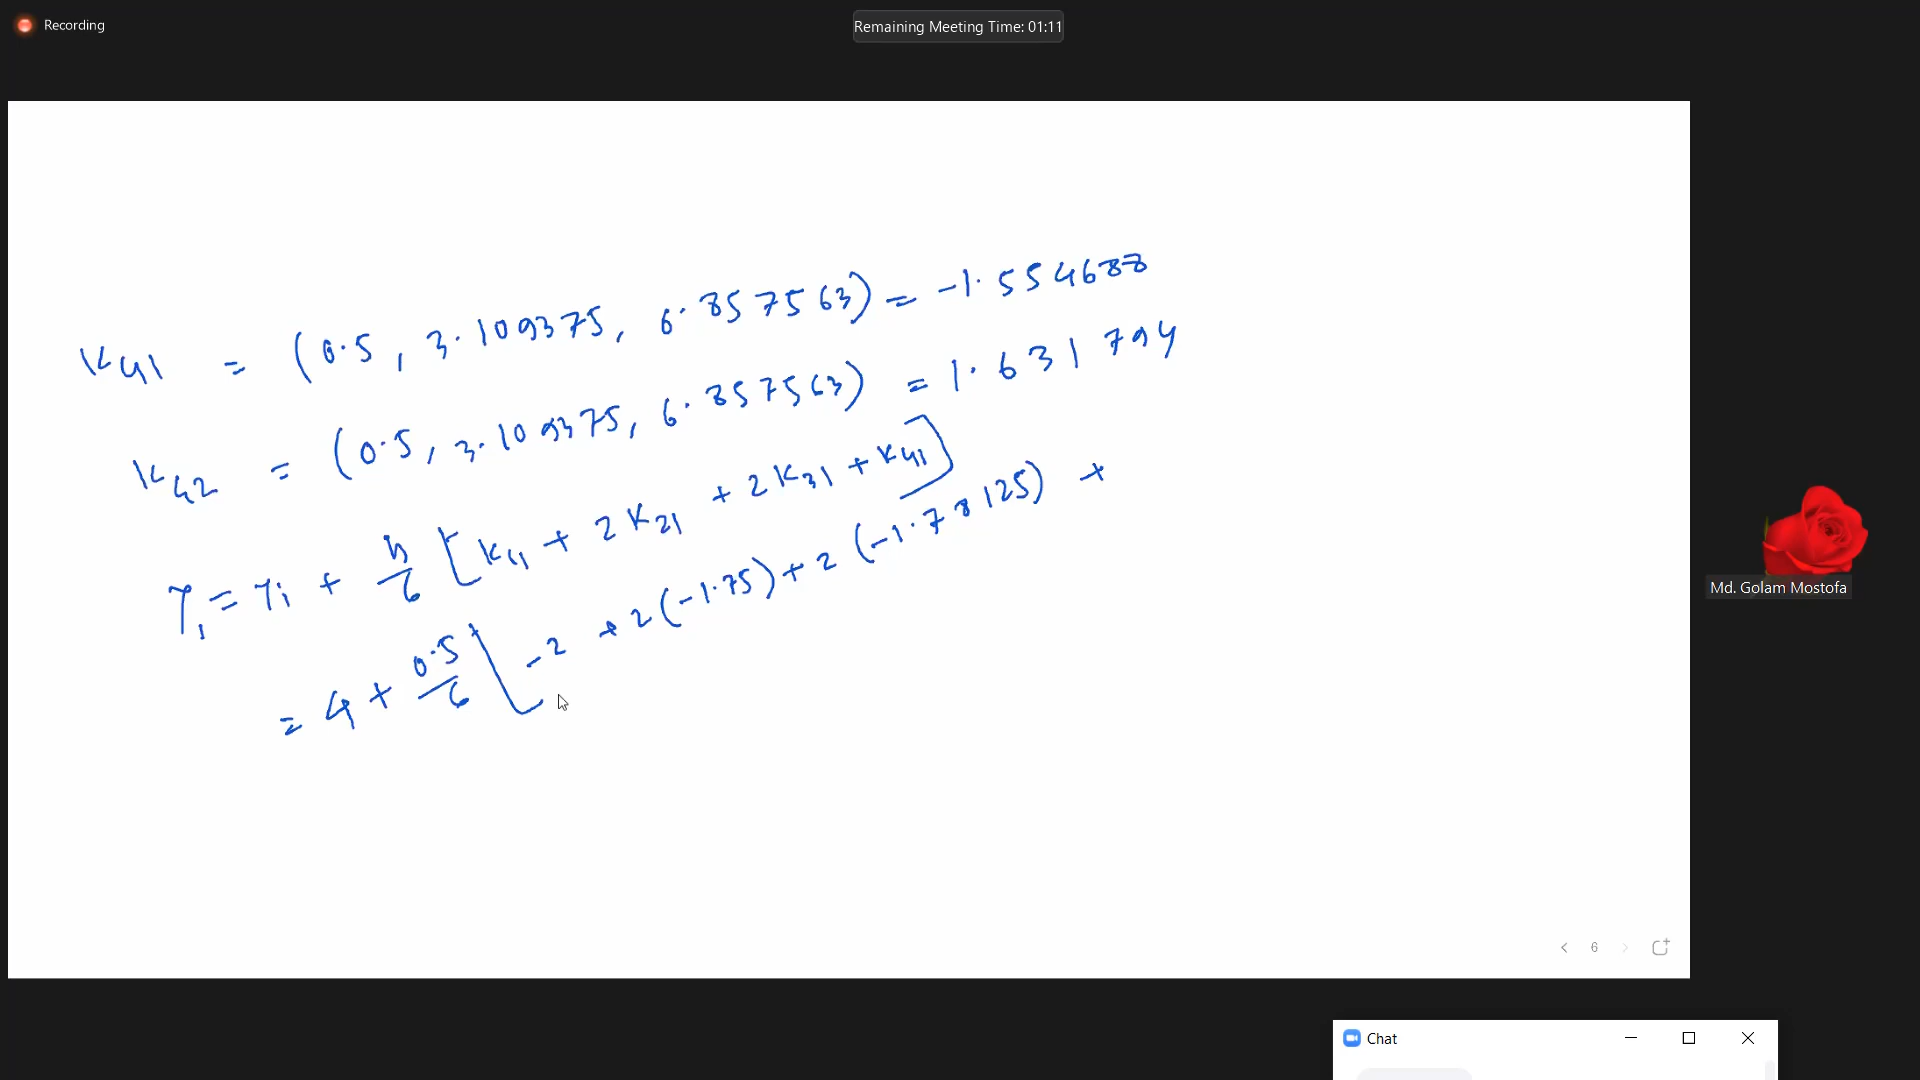 Recording
Remaining Meeting Time: 01:11
K41 = (0.5, 3.109375, 6.857563) = -1.554688
K42 = (0.5, 3.109375, 6.857563) = 1.631794
Y1 = Yi + h/6 [K11 + 2K21 + 2K31 + K41]
= 4 + 0.5/6 [-2 + 2(-1.75) + 2(-1.78125) +
Md. Golam Mostofa
6
Chat